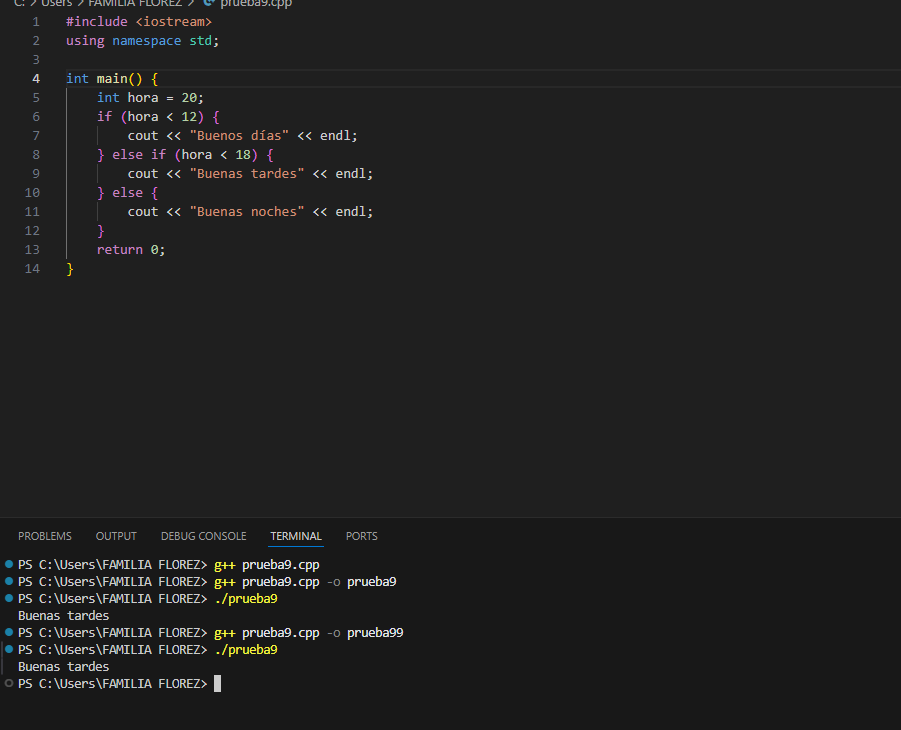 C: > Users > FAMILIA FLOREZ > prueba9.cpp
1 #include <iostream>
2 using namespace std;
3
4 int main() {
5 int hora = 20;
6 if (hora < 12) {
7 cout << "Buenos días" << endl;
8 } else if (hora < 18) {
9 cout << "Buenas tardes" << endl;
10 } else {
11 cout << "Buenas noches" << endl;
12 }
13 return 0;
14 }
PROBLEMS OUTPUT DEBUG CONSOLE TERMINAL PORTS
PS C:\Users\FAMILIA FLOREZ> g++ prueba9.cpp
PS C:\Users\FAMILIA FLOREZ> g++ prueba9.cpp -o prueba9
PS C:\Users\FAMILIA FLOREZ> ./prueba9
Buenas tardes
PS C:\Users\FAMILIA FLOREZ> g++ prueba9.cpp -o prueba99
PS C:\Users\FAMILIA FLOREZ> ./prueba9
Buenas tardes
PS C:\Users\FAMILIA FLOREZ>